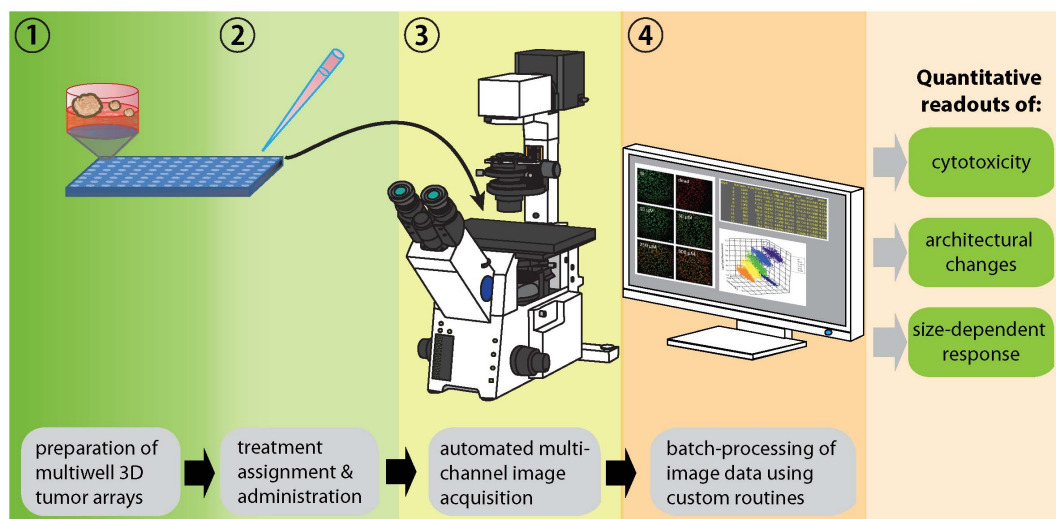 1
2
3
4
Quantitative
readouts of:
cytotoxicity
architectural
changes
size-dependent
response
dead
preparation of
multiwell 3D
tumor arrays
treatment
assignment &
administration
automated multi-
channel image
acquisition
batch-processing of
image data using
custom routines